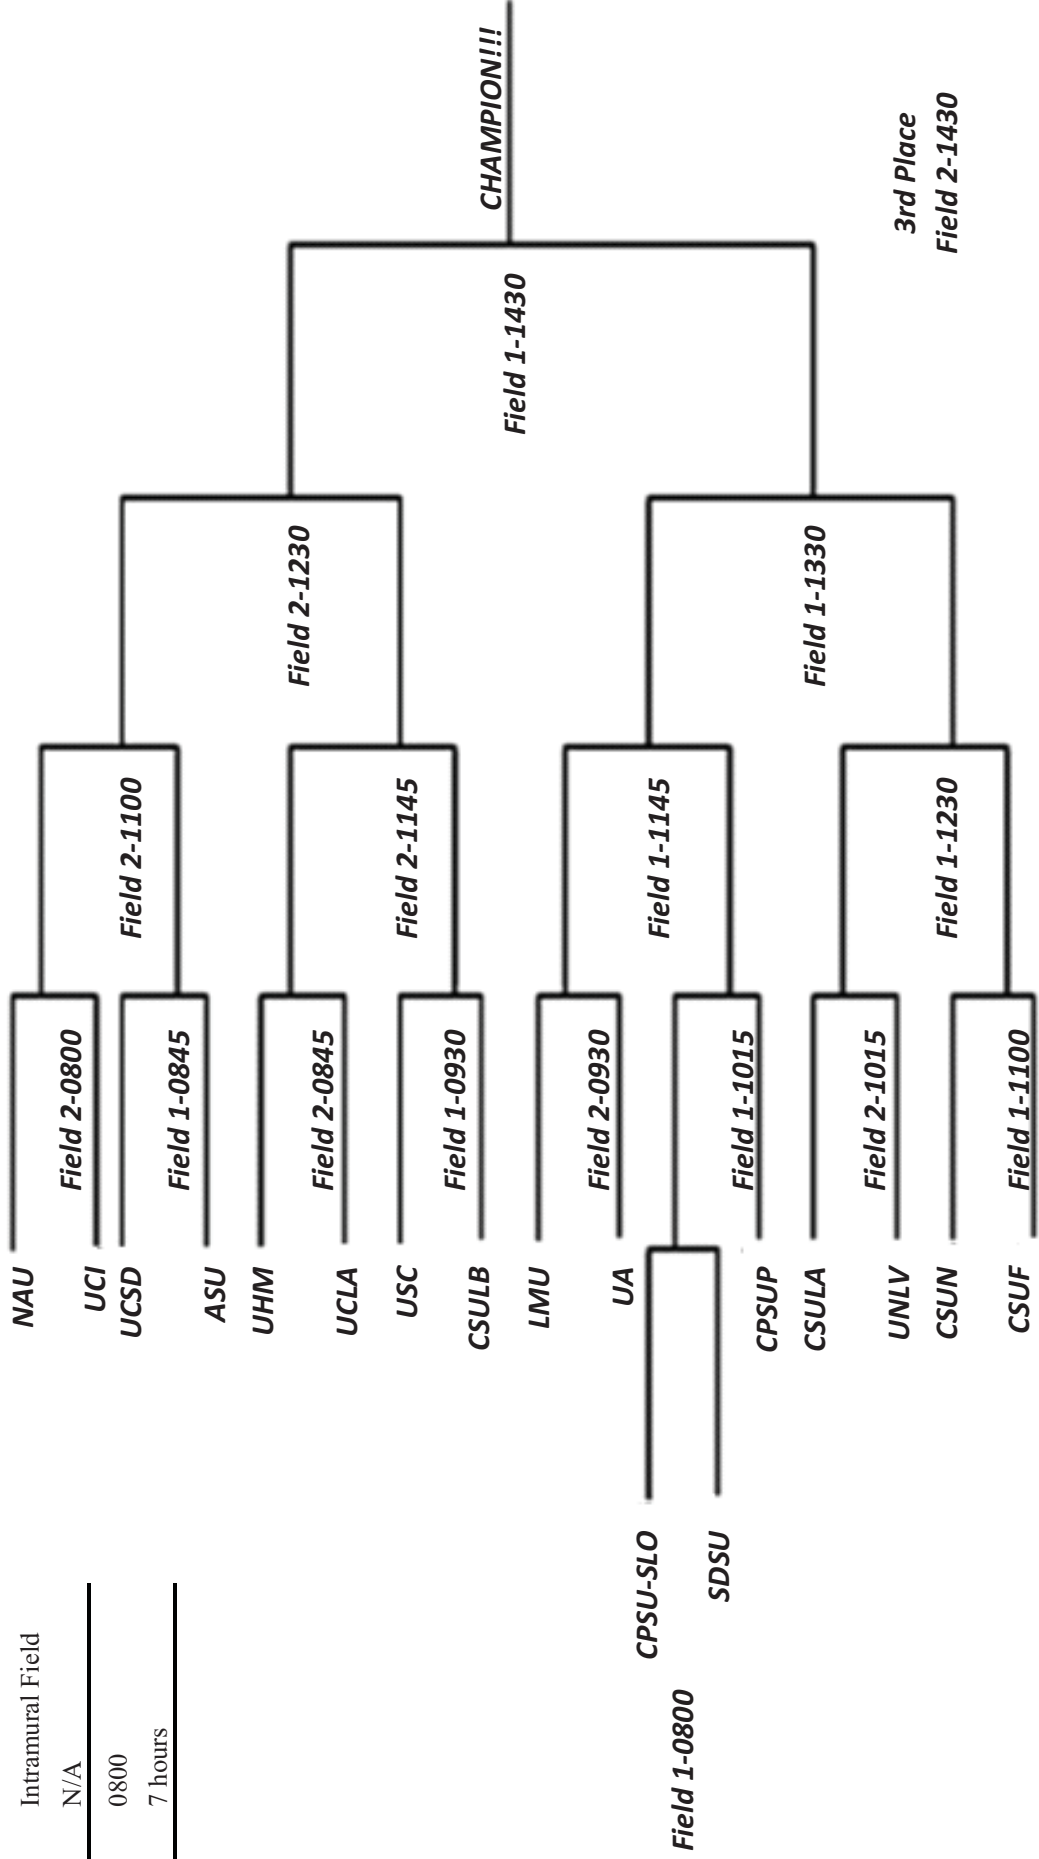 Intramural Field
N/A
0800
7 hours
Field 1-0800
CPSU-SLO
SDSU
NAU
UCI
UCSD
ASU
UHM
UCLA
USC
CSULB
LMU
UA
CPSUP
CSULA
UNLV
CSUN
CSUF
Field 2-0800
Field 1-0845
Field 2-0845
Field 1-0930
Field 2-0930
Field 1-1015
Field 2-1015
Field 1-1100
Field 2-1100
Field 2-1145
Field 1-1145
Field 1-1230
Field 2-1230
Field 1-1330
Field 1-1430
CHAMPION!!!
3rd Place
Field 2-1430